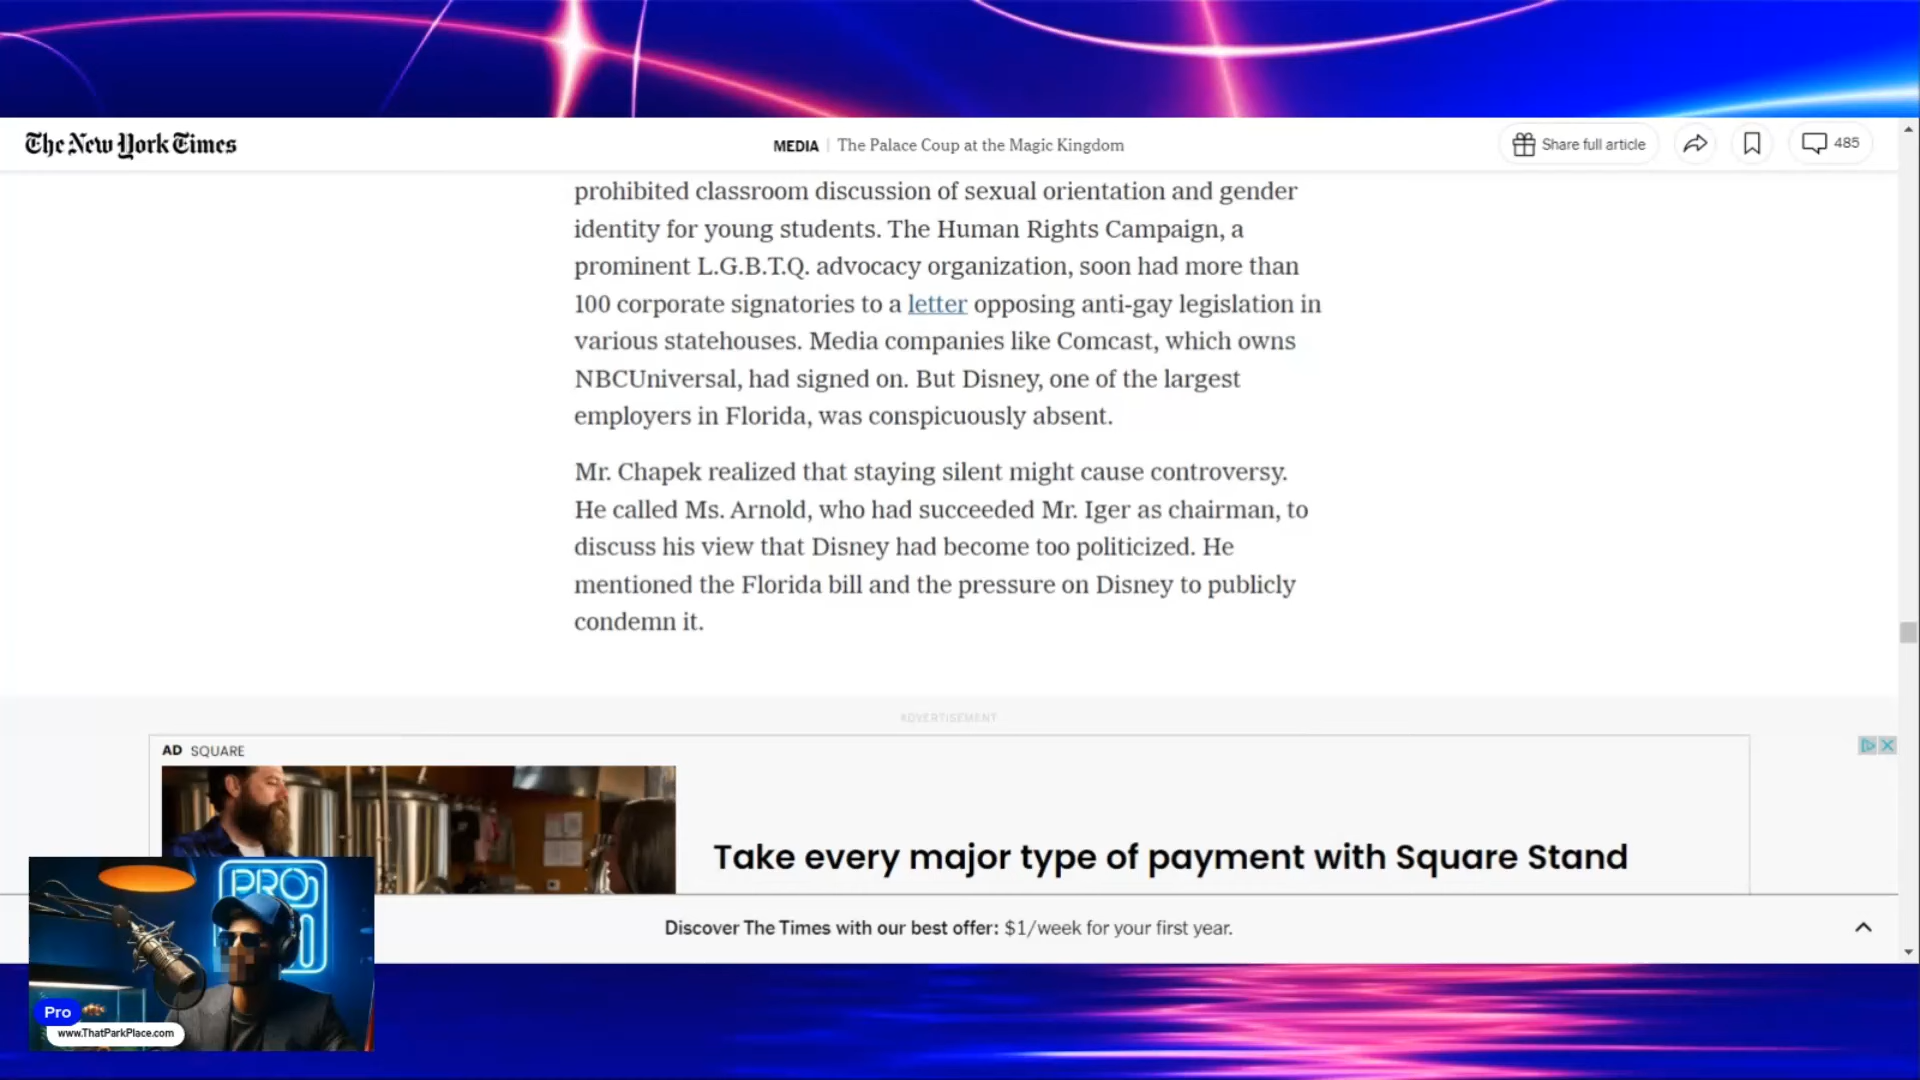 The New York Times
MEDIA | The Palace Coup at the Magic Kingdom
Share full article
485
prohibited classroom discussion of sexual orientation and gender
identity for young students. The Human Rights Campaign, a
prominent L.G.B.T.Q. advocacy organization, soon had more than
100 corporate signatories to a letter opposing anti-gay legislation in
various statehouses. Media companies like Comcast, which owns
NBCUniversal, had signed on. But Disney, one of the largest
employers in Florida, was conspicuously absent.
Mr. Chapek realized that staying silent might cause controversy.
He called Ms. Arnold, who had succeeded Mr. Iger as chairman, to
discuss his view that Disney had become too politicized. He
mentioned the Florida bill and the pressure on Disney to publicly
condemn it.
ADVERTISEMENT
AD SQUARE
Take every major type of payment with Square Stand
Discover The Times with our best offer: $1/week for your first year.
PRO
Pro
www.ThatParkPlace.com